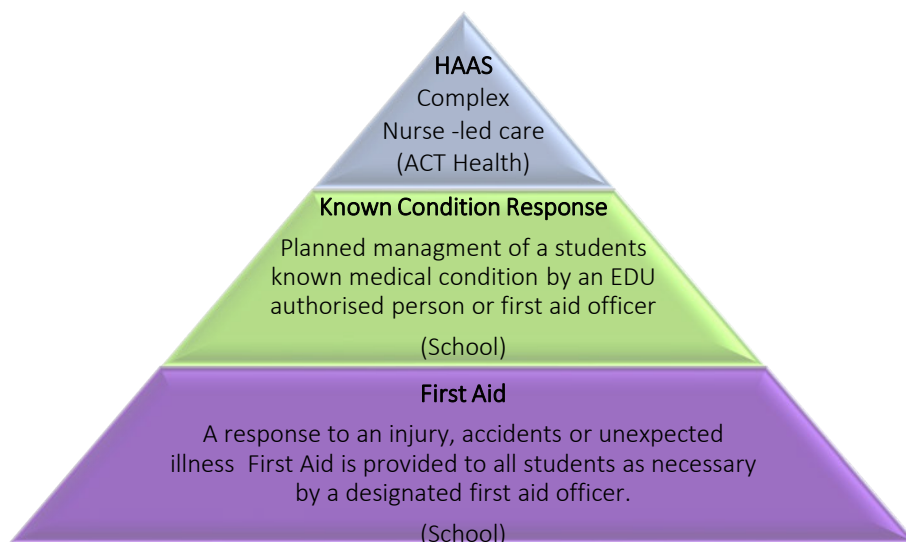 HAAS
Complex
Nurse -led care
(ACT Health)
Known Condition Response
Planned managment of a students
known medical condition by an EDU
authorised person or first aid officer
(School)
First Aid
A response to an injury, accidents or unexpected
illness  First Aid is provided to all students as necessary
by a designated first aid officer.
(School)